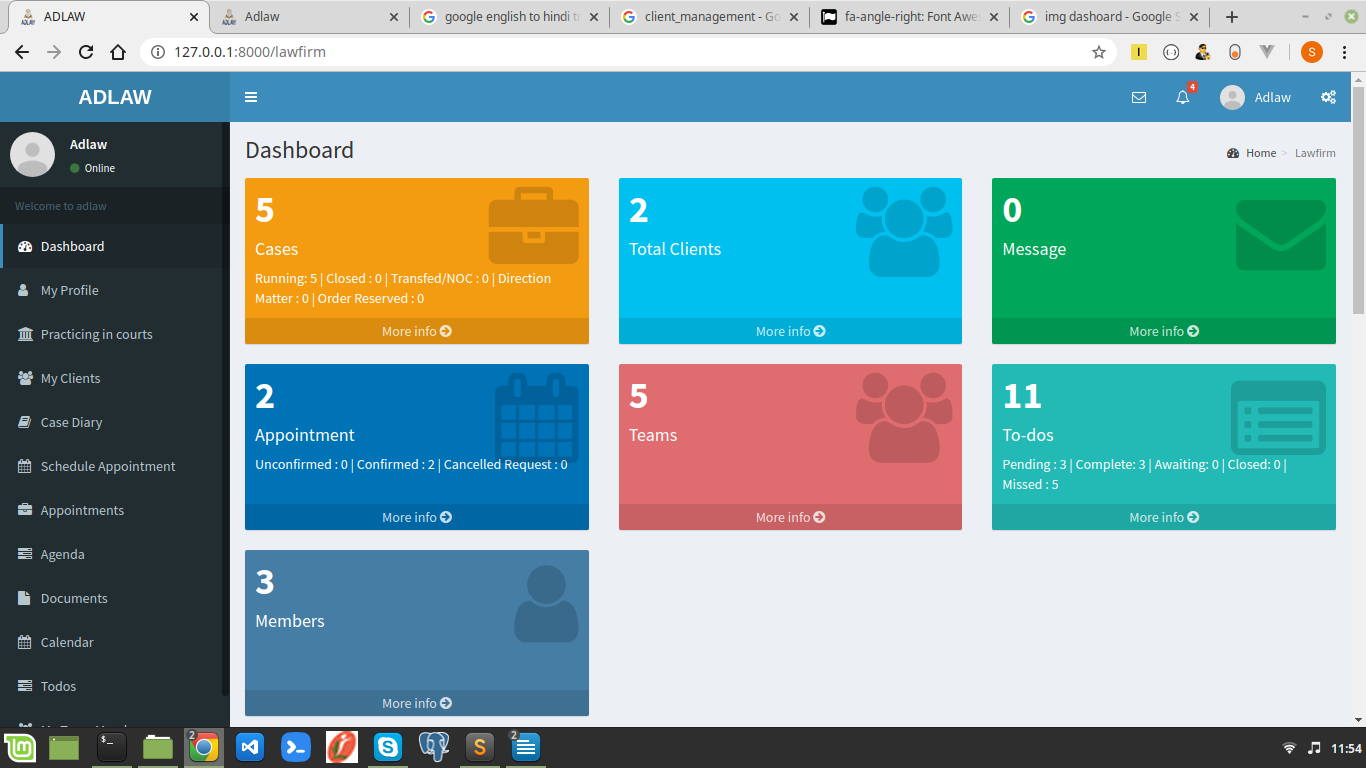 ADLAW
Adlaw
google english to hindi t
client_management - Go
fa-angle-right: Font Awe
img dashoard - Google S
127.0.0.1:8000/lawfirm
I
S
ADLAW
4
Adlaw
Adlaw
Online
Welcome to adlaw
Dashboard
My Profile
Practicing in courts
My Clients
Case Diary
Schedule Appointment
Appointments
Agenda
Documents
Calendar
Todos
Dashboard
Home > Lawfirm
5
Cases
Running: 5 | Closed : 0 | Transfed/NOC : 0 | Direction
Matter : 0 | Order Reserved : 0
More info
2
Total Clients
More info
0
Message
More info
2
Appointment
Unconfirmed : 0 | Confirmed : 2 | Cancelled Request : 0
More info
5
Teams
More info
11
To-dos
Pending : 3 | Complete: 3 | Awaiting: 0 | Closed: 0 |
Missed : 5
More info
3
Members
More info
2
2
11:54